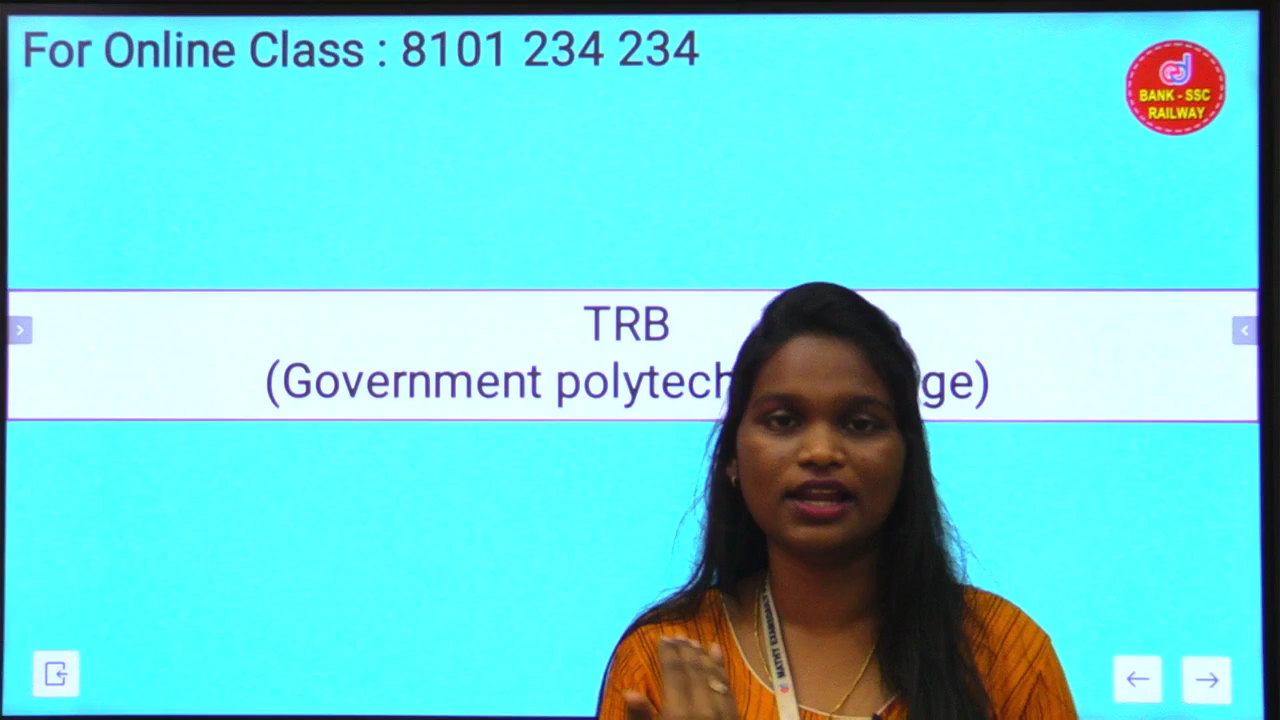 For Online Class : 8101 234 234
BANK - SSC
RAILWAY
TRB
(Government polytech ge)